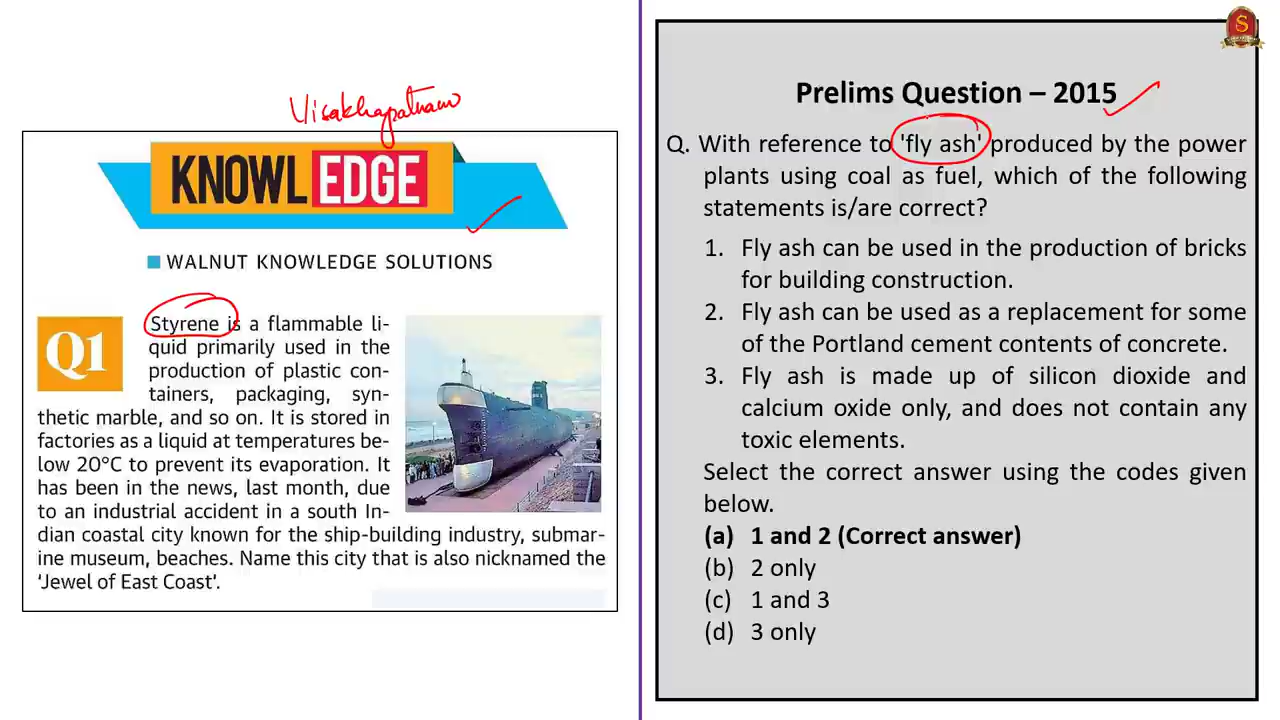 Visakhapatnam
KNOWLEDGE
WALNUT KNOWLEDGE SOLUTIONS
Q1
Styrene is a flammable li-
quid primarily used in the
production of plastic con-
tainers, packaging, syn-
thetic marble, and so on. It is stored in
factories as a liquid at temperatures be-
low 20°C to prevent its evaporation. It
has been in the news, last month, due
to an industrial accident in a south In-
dian coastal city known for the ship-building industry, submar-
ine museum, beaches. Name this city that is also nicknamed the
‘Jewel of East Coast’.
S
Prelims Question – 2015
Q. With reference to 'fly ash' produced by the power
plants using coal as fuel, which of the following
statements is/are correct?
1. Fly ash can be used in the production of bricks
for building construction.
2. Fly ash can be used as a replacement for some
of the Portland cement contents of concrete.
3. Fly ash is made up of silicon dioxide and
calcium oxide only, and does not contain any
toxic elements.
Select the correct answer using the codes given
below.
(a) 1 and 2 (Correct answer)
(b) 2 only
(c) 1 and 3
(d) 3 only